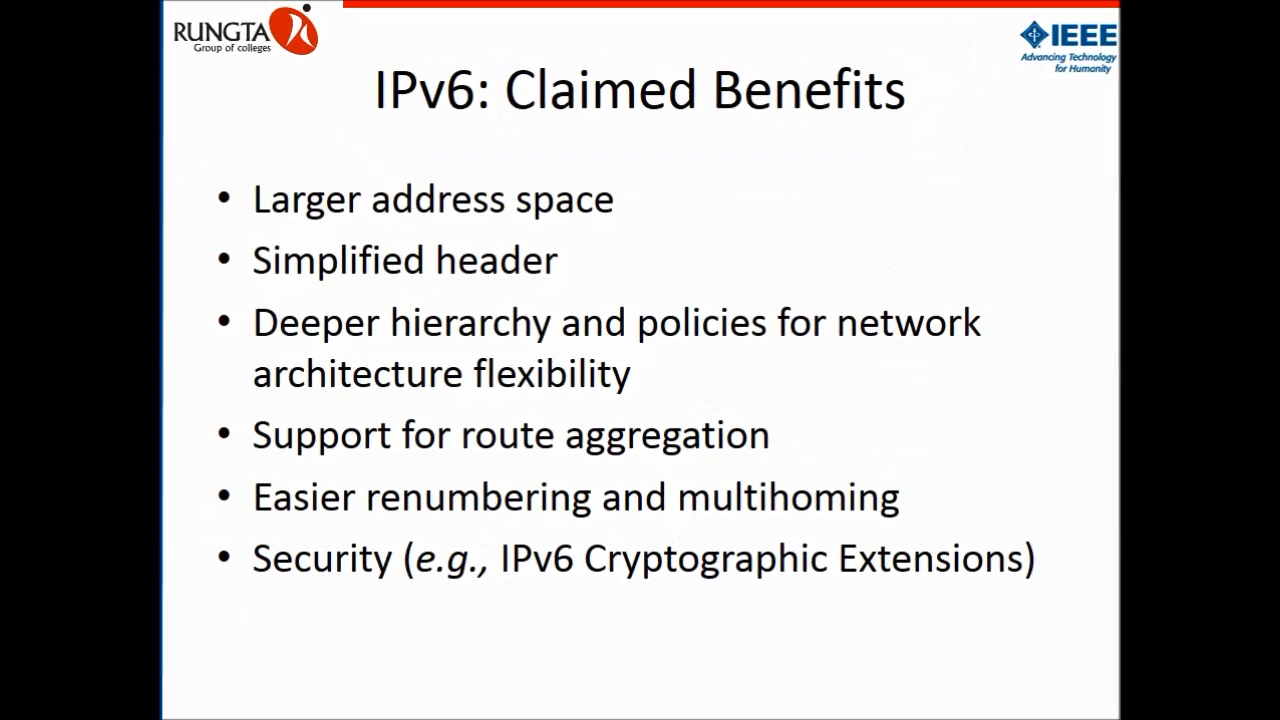 RUNGTA
Group of colleges
IEEE
Advancing Technology
for Humanity
IPv6: Claimed Benefits
• Larger address space
• Simplified header
• Deeper hierarchy and policies for network
architecture flexibility
• Support for route aggregation
• Easier renumbering and multihoming
• Security (e.g., IPv6 Cryptographic Extensions)